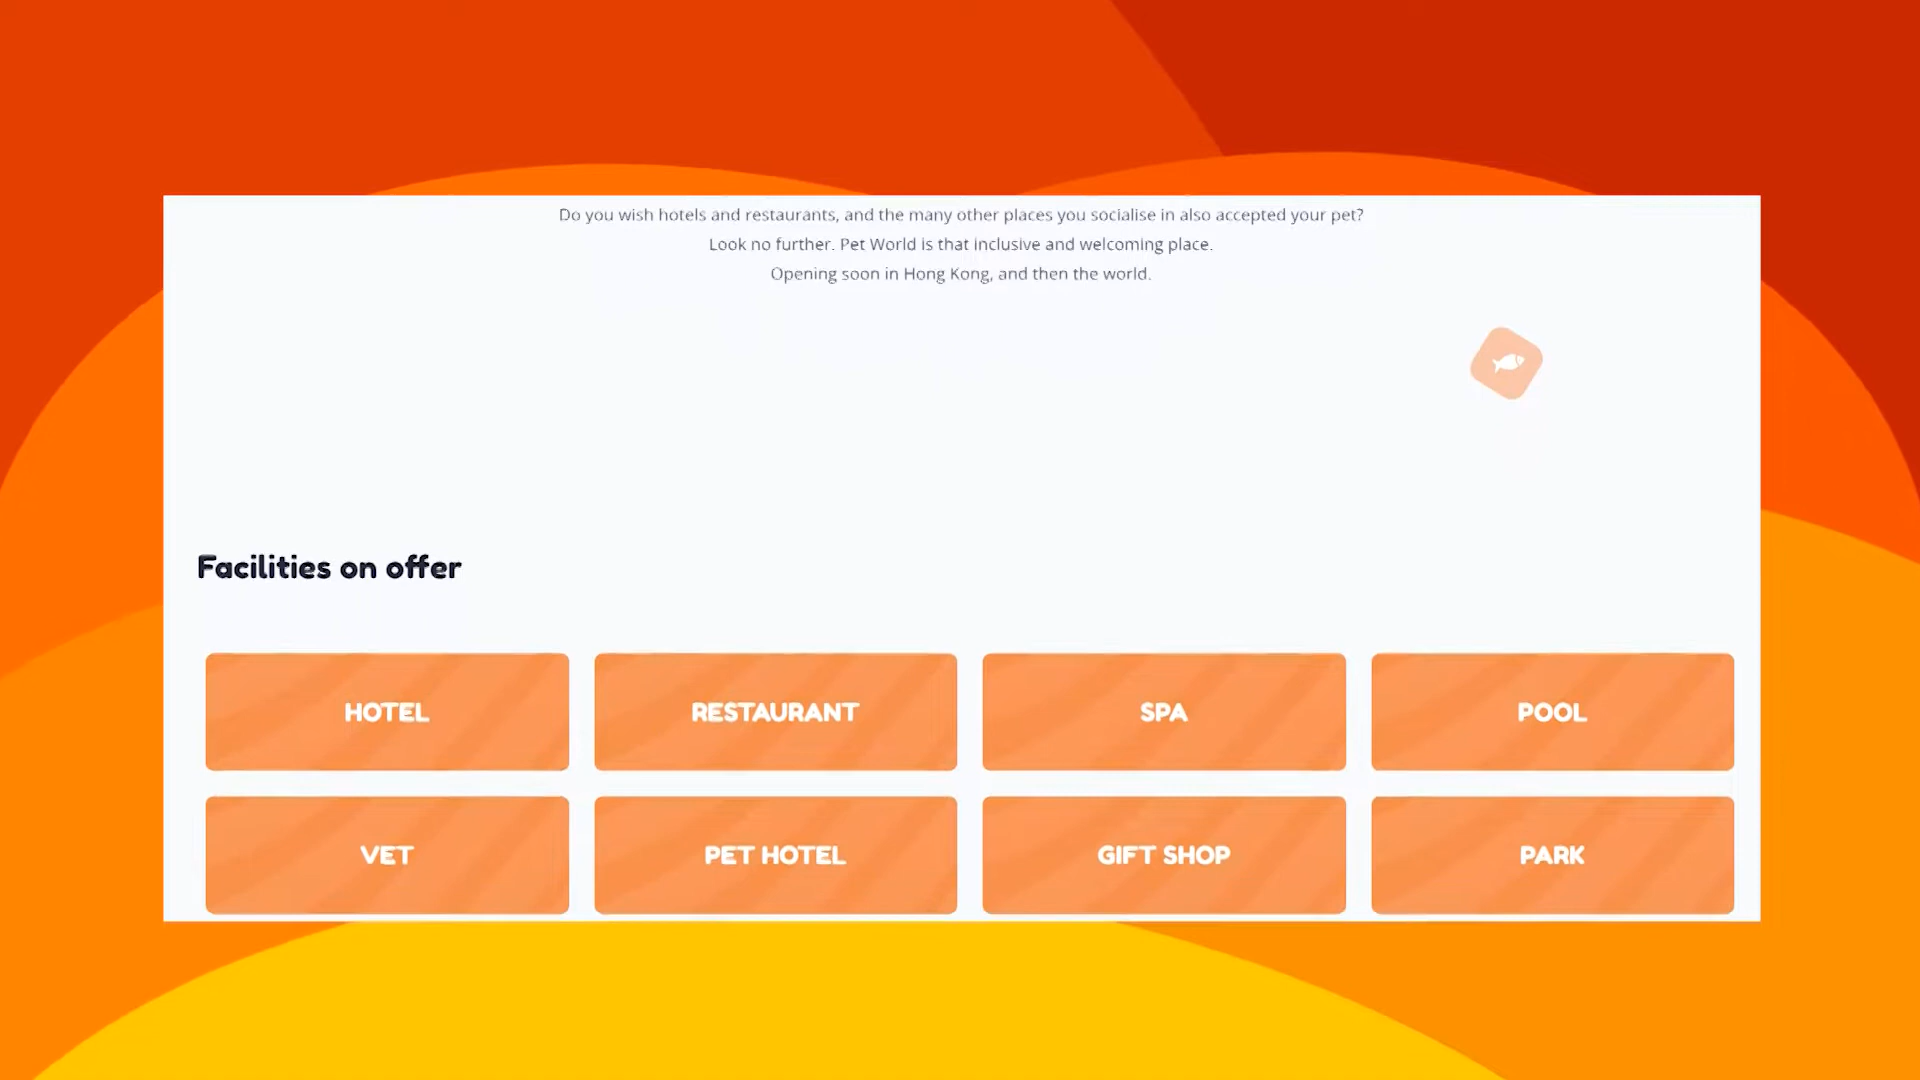 Do you wish hotels and restaurants, and the many other places you socialise in also accepted your pet?
Look no further. Pet World is that inclusive and welcoming place.
Opening soon in Hong Kong, and then the world.
Facilities on offer
HOTEL
RESTAURANT
SPA
POOL
VET
PET HOTEL
GIFT SHOP
PARK